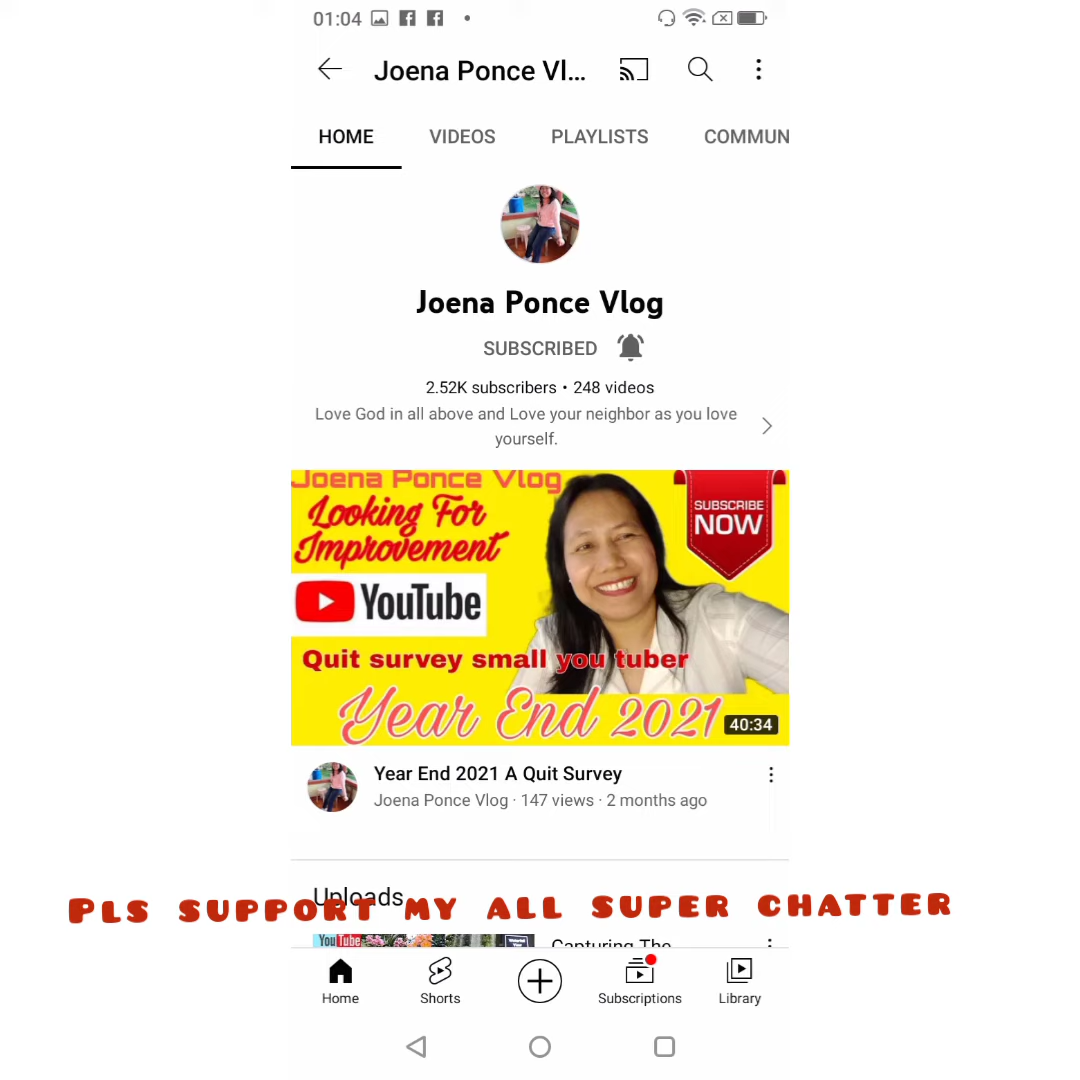 01:04
Joena Ponce Vl...
HOME VIDEOS PLAYLISTS COMMUN
Joena Ponce Vlog
SUBSCRIBED
2.52K subscribers • 248 videos
Love God in all above and Love your neighbor as you love
yourself.
Joena Ponce Vlog
Looking For
Improvement
SUBSCRIBE
NOW
YouTube
Quit survey small you tuber
Year End 2021
40:34
Year End 2021 A Quit Survey
Joena Ponce Vlog · 147 views · 2 months ago
Uploads
Pls support my all super chatter
YouTube
Capturing The
Home Shorts Subscriptions Library